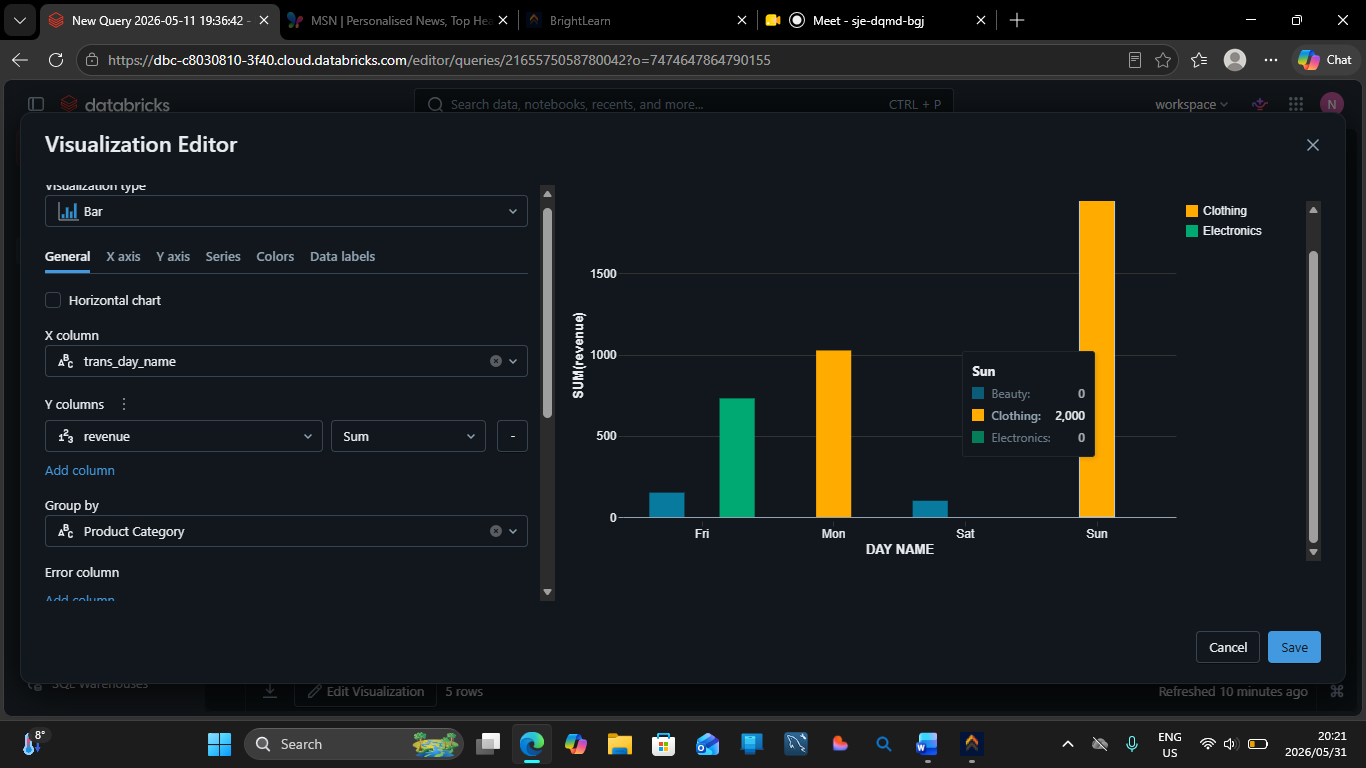 New Query 2026-05-11 19:36:42 -
MSN | Personalised News, Top Hea
BrightLearn
Meet - sje-dqmd-bgj
https://dbc-c8030810-3f40.cloud.databricks.com/editor/queries/2165575058780042?o=7474647864790155
Chat
databricks
Search data, notebooks, recents, and more...
CTRL + P
workspace
N
Visualization Editor
Visualization type
Bar
General
X axis
Y axis
Series
Colors
Data labels
Horizontal chart
X column
ABC trans_day_name
Y columns
123 revenue
Sum
-
Add column
Group by
ABC Product Category
Error column
Add column
Clothing
Electronics
1500
1000
500
0
SUM(revenue)
Sun
Beauty: 0
Clothing: 2,000
Electronics: 0
Fri
Mon
Sat
Sun
DAY NAME
Cancel
Save
SQL Warehouses
Edit Visualization
5 rows
Refreshed 10 minutes ago
8°
Search
ENG
US
20:21
2026/05/31